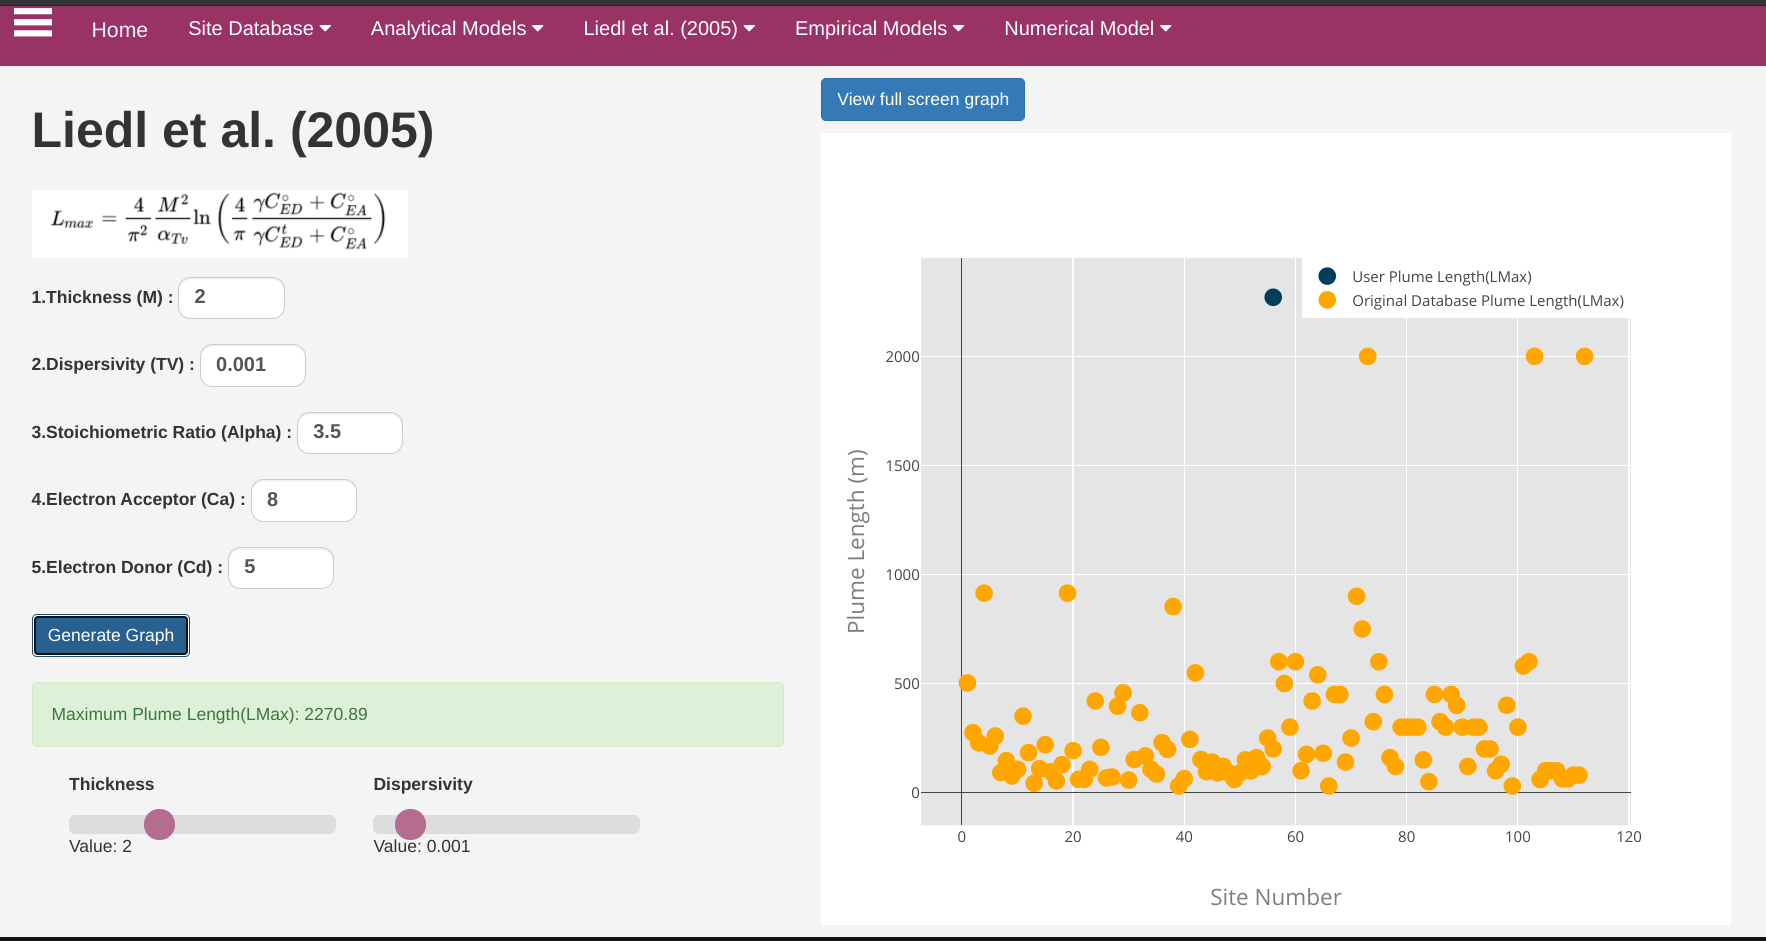 Home
Site Database
Analytical Models
Liedl et al. (2005)
Empirical Models
Numerical Model
Liedl et al. (2005)
L_{max} = \frac{4}{\pi^2} \frac{M^2}{\alpha_{Tv}} \ln \left( \frac{4}{\pi} \frac{\gamma C^{\circ}_{ED} + C^{\circ}_{EA}}{\gamma C^{t}_{ED} + C^{\circ}_{EA}} \right)
1.Thickness (M) : 2
2.Dispersivity (TV) : 0.001
3.Stoichiometric Ratio (Alpha) : 3.5
4.Electron Acceptor (Ca) : 8
5.Electron Donor (Cd) : 5
Generate Graph
Maximum Plume Length(LMax): 2270.89
Thickness
Value: 2
Dispersivity
Value: 0.001
View full screen graph
User Plume Length(LMax)
Original Database Plume Length(LMax)
Plume Length (m)
2000
1500
1000
500
0
0 20 40 60 80 100 120
Site Number